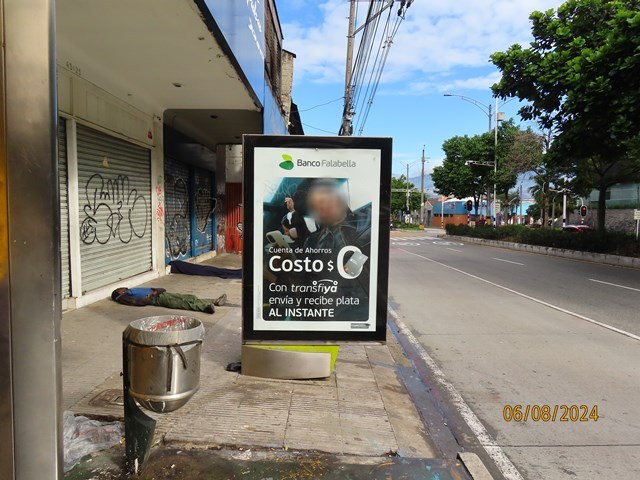 Banco Falabella
Cuenta de Ahorros
Costo $0
Con transfiya
envía y recibe plata
AL INSTANTE
06/08/2024